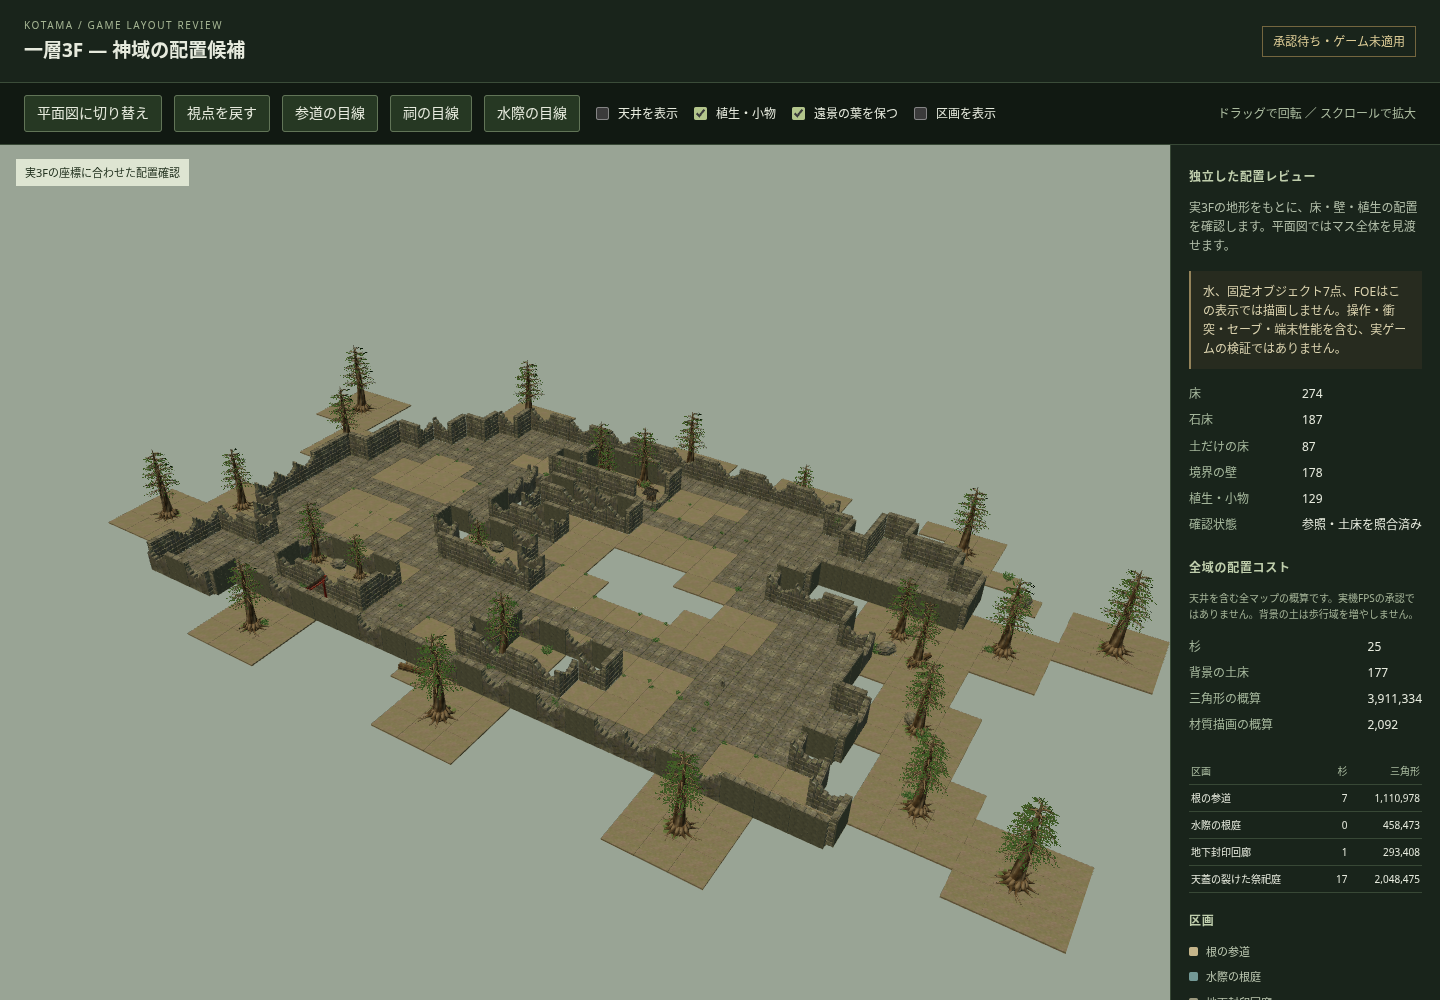 KOTAMA / GAME LAYOUT REVIEW
一層3F — 神域の配置候補
承認待ち・ゲーム未適用
平面図に切り替え
視点を戻す
参道の目線
祠の目線
水際の目線
天井を表示
植生・小物
遠景の葉を保つ
区画を表示
ドラッグで回転 ／ スクロールで拡大
実3Fの座標に合わせた配置確認
独立した配置レビュー
実3Fの地形をもとに、床・壁・植生の配置
を確認します。平面図ではマス全体を見渡
せます。
水、固定オブジェクト7点、FOEはこ
の表示では描画しません。操作・衝
突・セーブ・端末性能を含む、実ゲー
ムの検証ではありません。
床 274
石床 187
土だけの床 87
境界の壁 178
植生・小物 129
確認状態 参照・土床を照合済み
全域の配置コスト
天井を含む全マップの概算です。実機FPSの承認で
はありません。背景の土は歩行域を増やしません。
杉 25
背景の土床 177
三角形の概算 3,911,334
材質描画の概算 2,092
区画 杉 三角形
根の参道 7 1,110,978
水際の根庭 0 458,473
地下封印回廊 1 293,408
天蓋の裂けた祭祀庭 17 2,048,475
区画
根の参道
水際の根庭